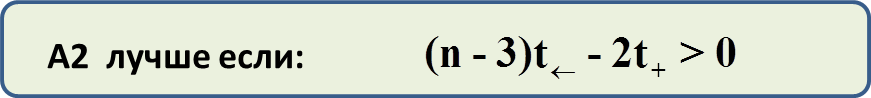 А2 лучше если: (n - 3)t← - 2t+ > 0